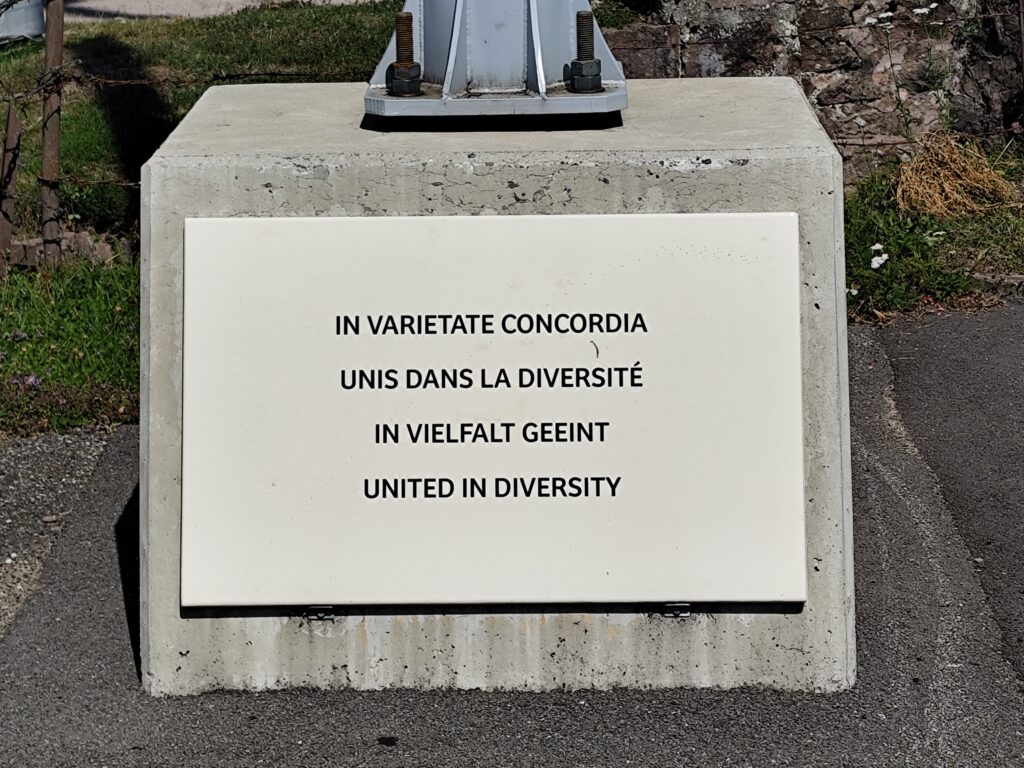 IN VARIETATE CONCORDIA
UNIS DANS LA DIVERSITÉ
IN VIELFALT GEEINT
UNITED IN DIVERSITY